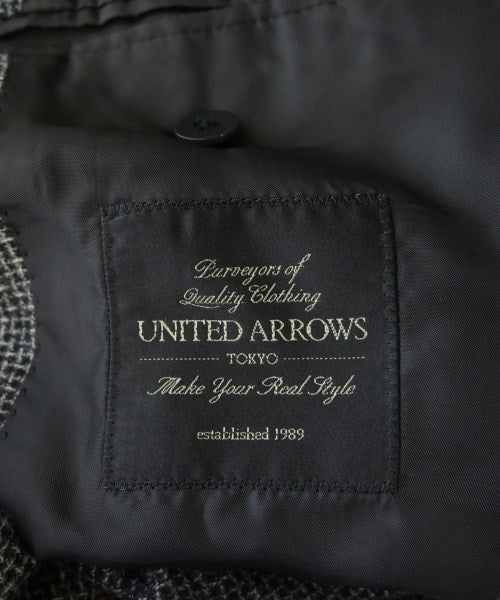 Purveyors of
Quality Clothing
UNITED ARROWS
TOKYO
Make Your Real Style
established 1989